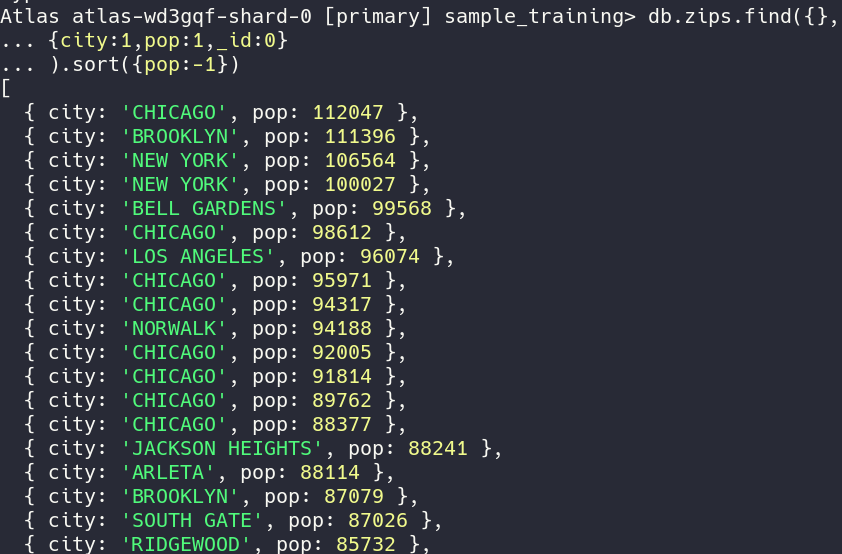 Atlas atlas-wd3gqf-shard-0 [primary] sample_training> db.zips.find({},
... {city:1,pop:1,_id:0}
... ).sort({pop:-1})
[
  { city: 'CHICAGO', pop: 112047 },
  { city: 'BROOKLYN', pop: 111396 },
  { city: 'NEW YORK', pop: 106564 },
  { city: 'NEW YORK', pop: 100027 },
  { city: 'BELL GARDENS', pop: 99568 },
  { city: 'CHICAGO', pop: 98612 },
  { city: 'LOS ANGELES', pop: 96074 },
  { city: 'CHICAGO', pop: 95971 },
  { city: 'CHICAGO', pop: 94317 },
  { city: 'NORWALK', pop: 94188 },
  { city: 'CHICAGO', pop: 92005 },
  { city: 'CHICAGO', pop: 91814 },
  { city: 'CHICAGO', pop: 89762 },
  { city: 'CHICAGO', pop: 88377 },
  { city: 'JACKSON HEIGHTS', pop: 88241 },
  { city: 'ARLETA', pop: 88114 },
  { city: 'BROOKLYN', pop: 87079 },
  { city: 'SOUTH GATE', pop: 87026 },
  { city: 'RIDGEWOOD', pop: 85732 },